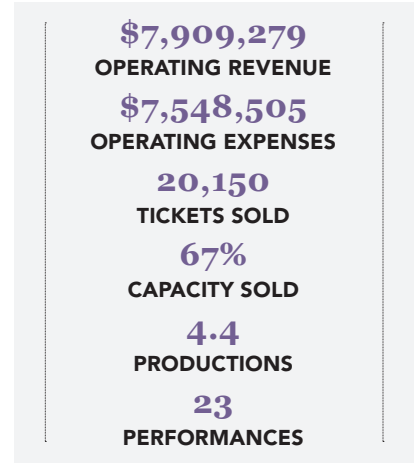 $7,909,279
OPERATING REVENUE
$7,548,505
OPERATING EXPENSES
20,150
TICKETS SOLD
67%
CAPACITY SOLD
4.4
PRODUCTIONS
23
PERFORMANCES